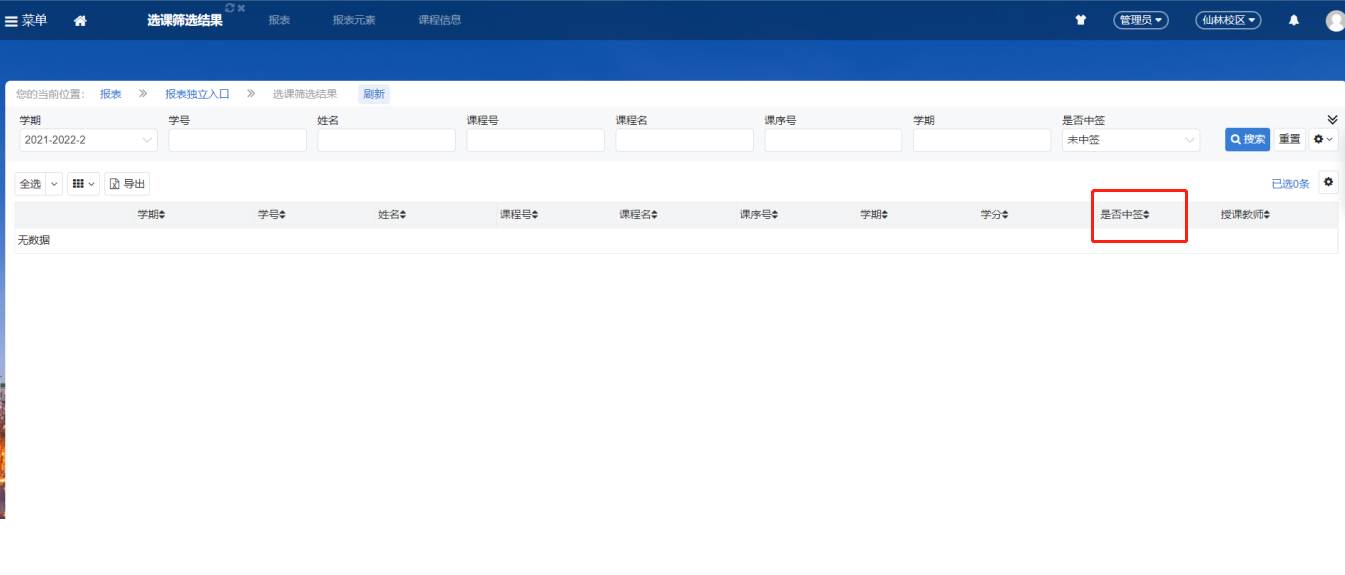 菜单 选课筛选结果 报表 报表元素 课程信息 管理员 仙林校区
您的当前位置: 报表 报表独立入口 选课筛选结果 刷新
学期 学号 姓名 课程号 课程名 课序号 学期 是否中签
2021-2022-2 未中签 搜索 重置
全选 导出 已选0条
学期 学号 姓名 课程号 课程名 课序号 学期 学分 是否中签 授课教师
无数据